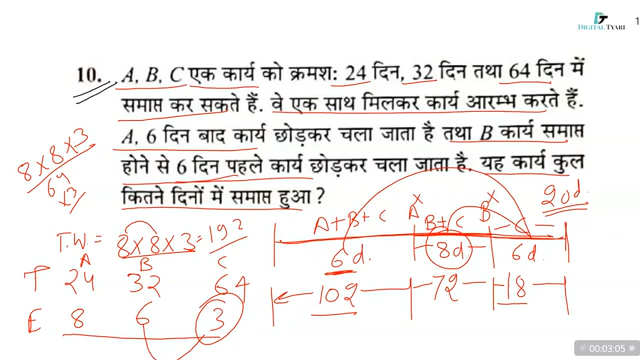 DIGITAL TYARI
1
10. A, B, C एक कार्य को क्रमश: 24 दिन, 32 दिन तथा 64 दिन में
समाप्त कर सकते हैं. वे एक साथ मिलकर कार्य आरम्भ करते हैं.
A, 6 दिन बाद कार्य छोड़कर चला जाता है तथा B कार्य समाप्त
होने से 6 दिन पहले कार्य छोड़कर चला जाता है. यह कार्य कुल
कितने दिनों में समाप्त हुआ ?
8×8×3
64
×3
20d.
T.W = 8×8×3 = 192
A B C
T 24 32 64
E 8 6 3
A+B+C A× B+C B× C
6d. 8d 6d.
102 72 18
00:03:05